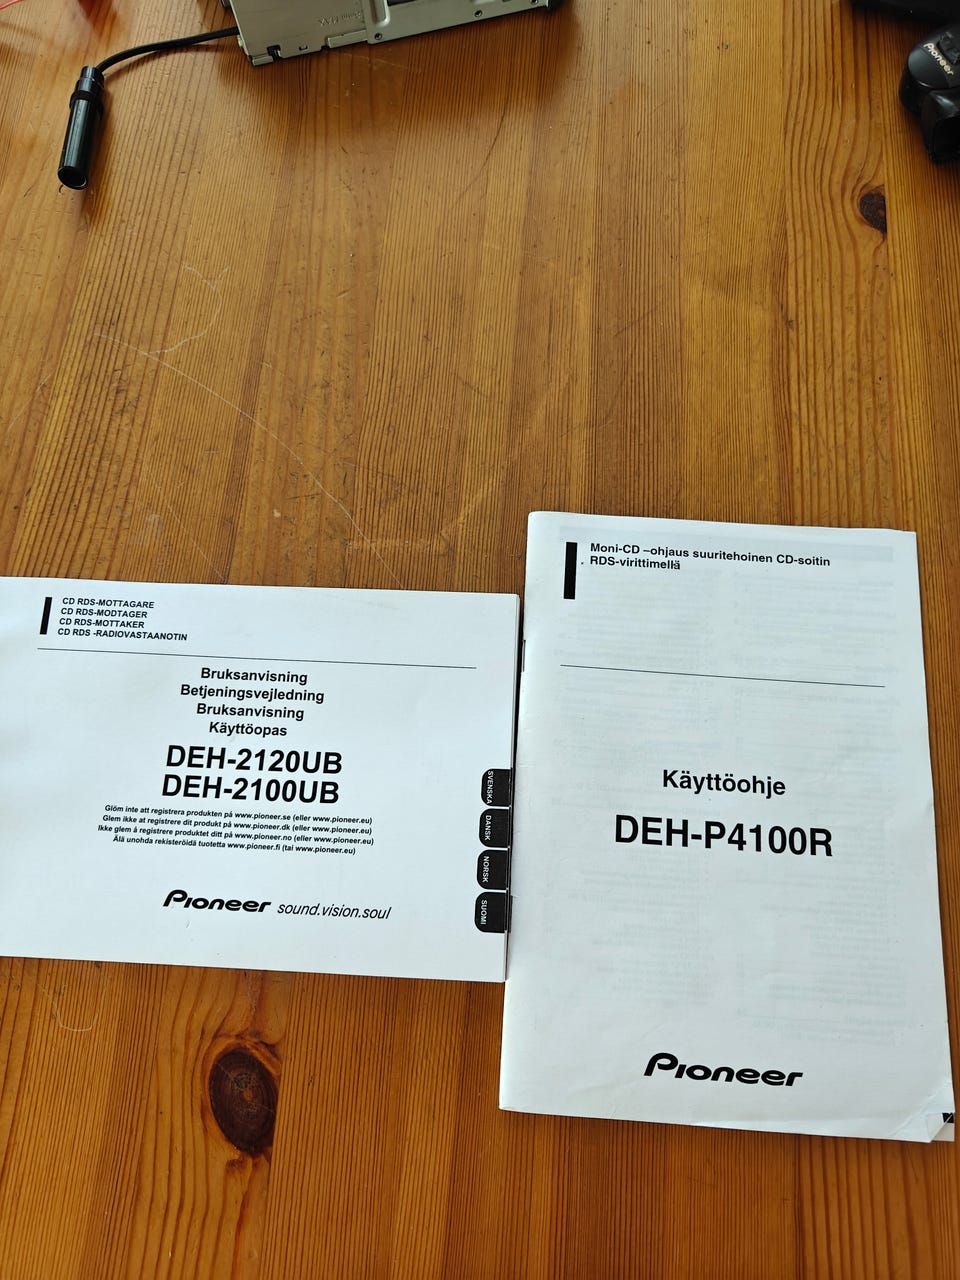 Pioneer
CD RDS-MOTTAGARE
CD RDS-MODTAGER
CD RDS-MOTTAKER
CD RDS -RADIOVASTAANOTIN
Bruksanvisning
Betjeningsvejledning
Bruksanvisning
Käyttöopas
DEH-2120UB
DEH-2100UB
Glöm inte att registrera produkten på www.pioneer.se (eller www.pioneer.eu)
Glem ikke at registrere dit produkt på www.pioneer.dk (eller www.pioneer.eu)
Ikke glem å registrere produktet ditt på www.pioneer.no (eller www.pioneer.eu)
Älä unohda rekisteröidä tuotetta www.pioneer.fi (tai www.pioneer.eu)
Pioneer sound.vision.soul
SVENSKA
DANSK
NORSK
SUOMI
Moni-CD –ohjaus suuritehoinen CD-soitin
RDS-virittimellä
Käyttöohje
DEH-P4100R
Pioneer